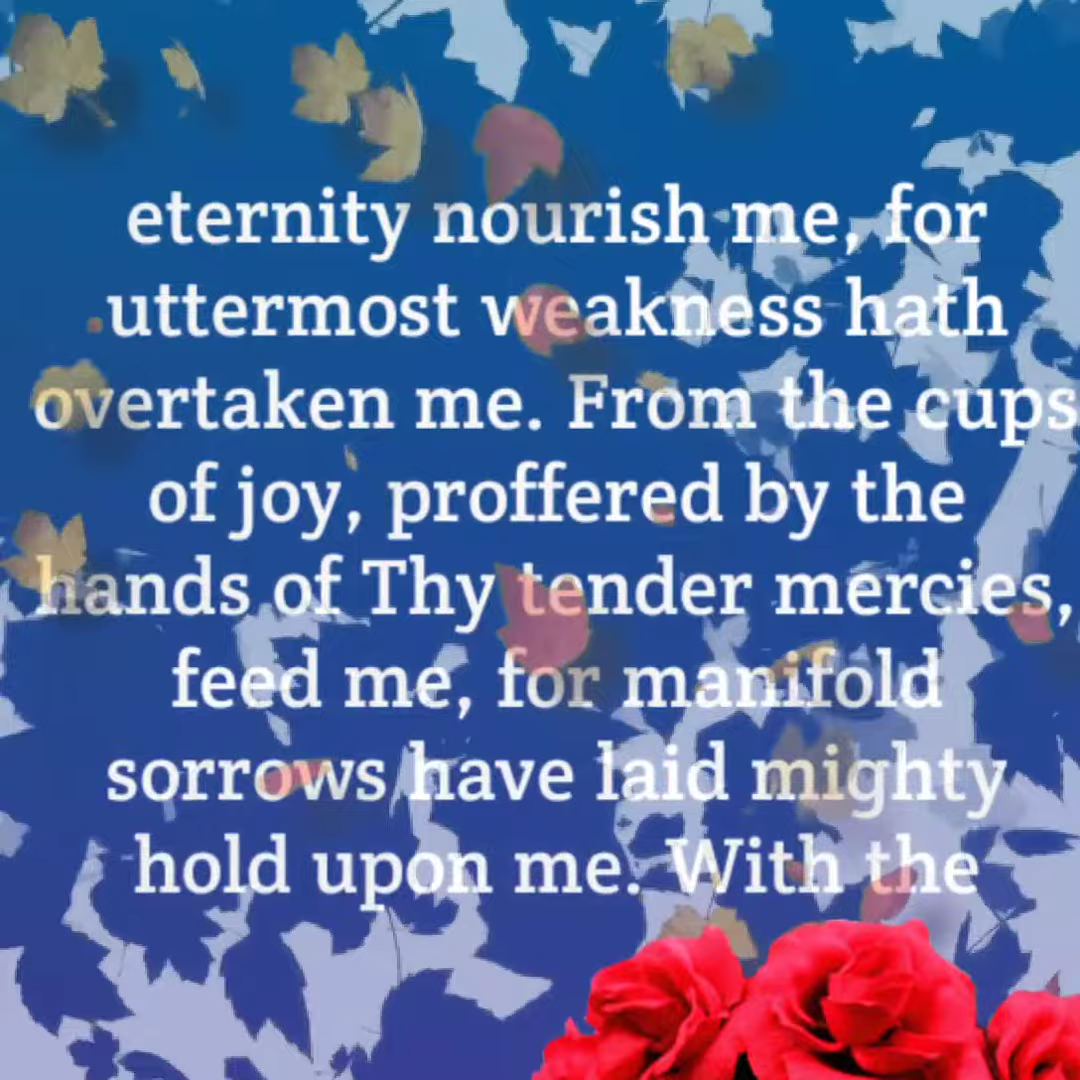 eternity nourish me, for
uttermost weakness hath
overtaken me. From the cups
of joy, proffered by the
hands of Thy tender mercies,
feed me, for manifold
sorrows have laid mighty
hold upon me. With the